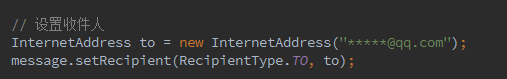 // 设置收件人
InternetAddress to = new InternetAddress("*****@qq.com");
message.setRecipient(RecipientType.TO, to);